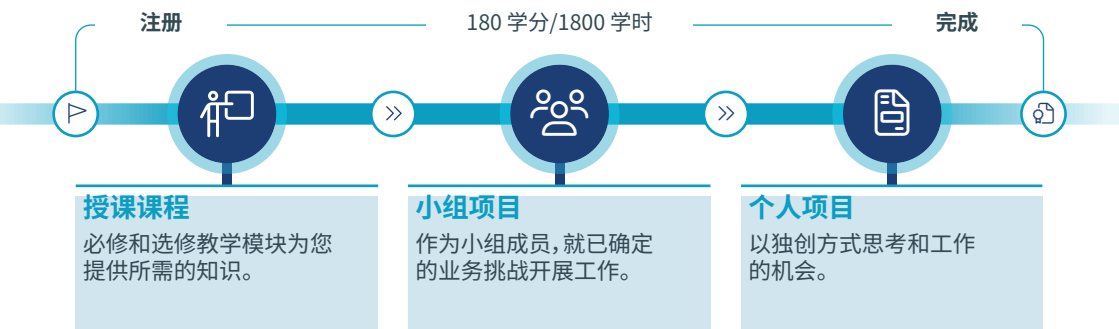 注册
180 学分/1800 学时
完成
授课课程
必修和选修教学模块为您
提供所需的知识。
小组项目
作为小组成员，就已确定
的业务挑战开展工作。
个人项目
以独创方式思考和工作
的机会。